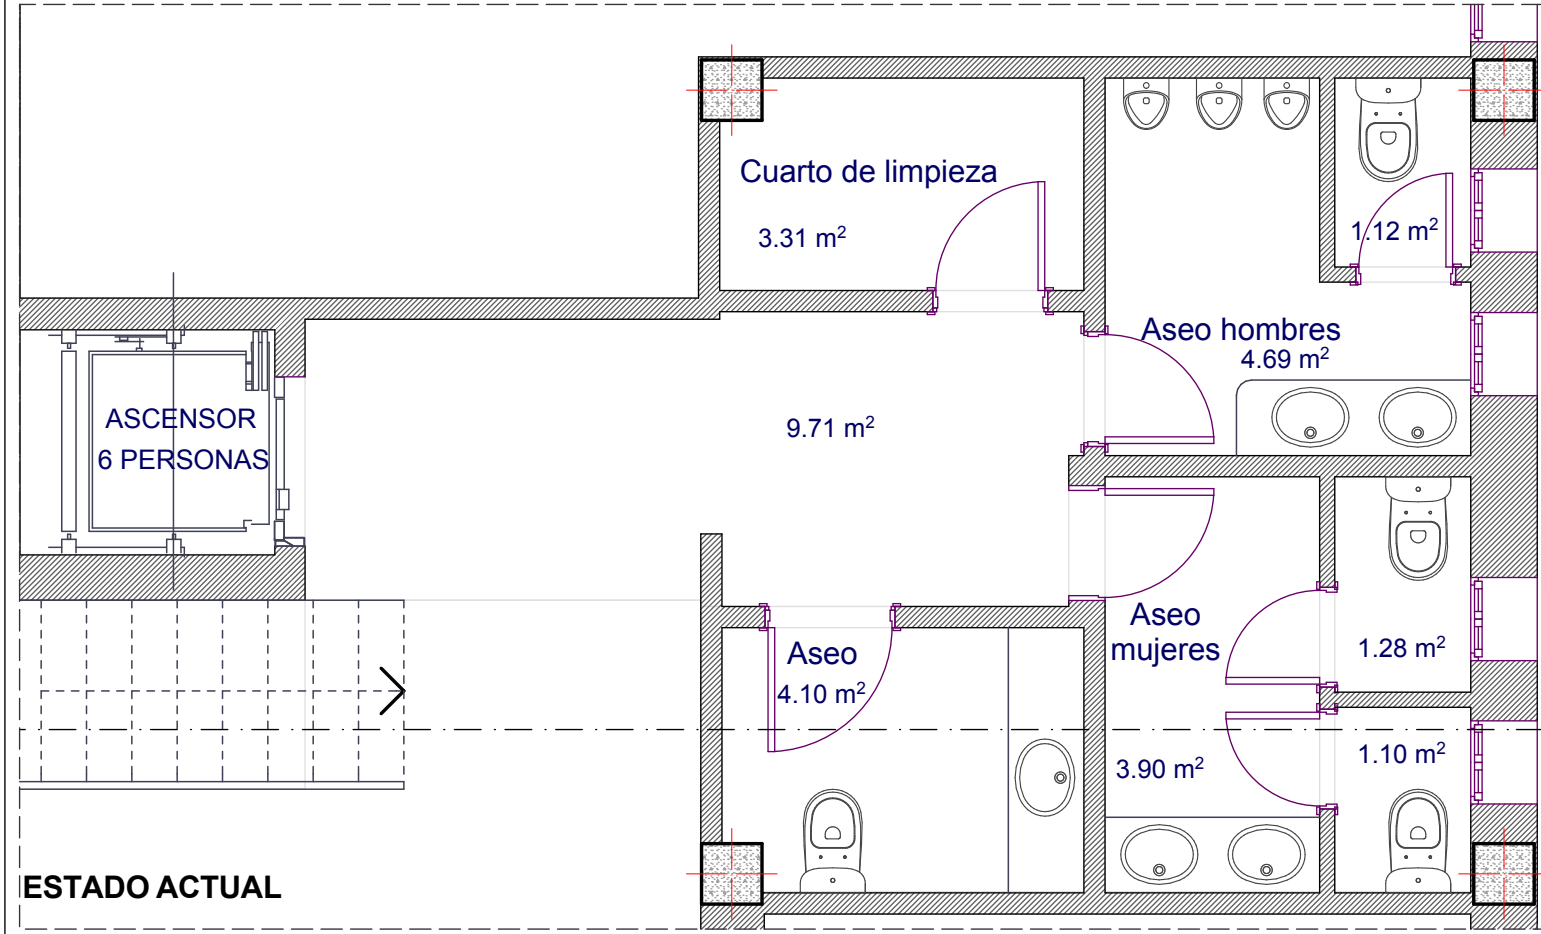 Cuarto de limpieza
3.31 m²
1.12 m²
Aseo hombres
4.69 m²
ASCENSOR
6 PERSONAS
9.71 m²
Aseo
mujeres
1.28 m²
Aseo
4.10 m²
3.90 m²
1.10 m²
ESTADO ACTUAL